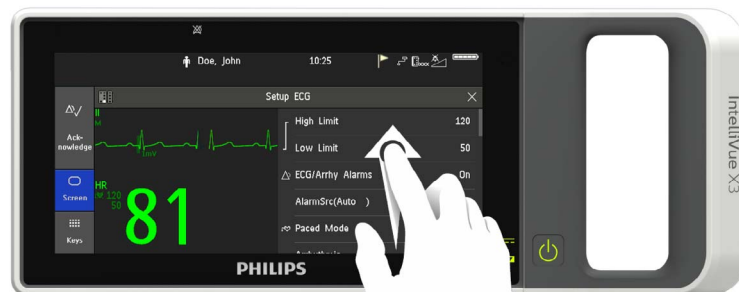 Doe, John 10:25
Setup ECG
II
M
1mV
Ack-
nowledge
Screen
Keys
HR
120
50
81
High Limit 120
Low Limit 50
ECG/Arrhy Alarms On
AlarmSrc(Auto )
Paced Mode
PHILIPS
IntelliVue X3